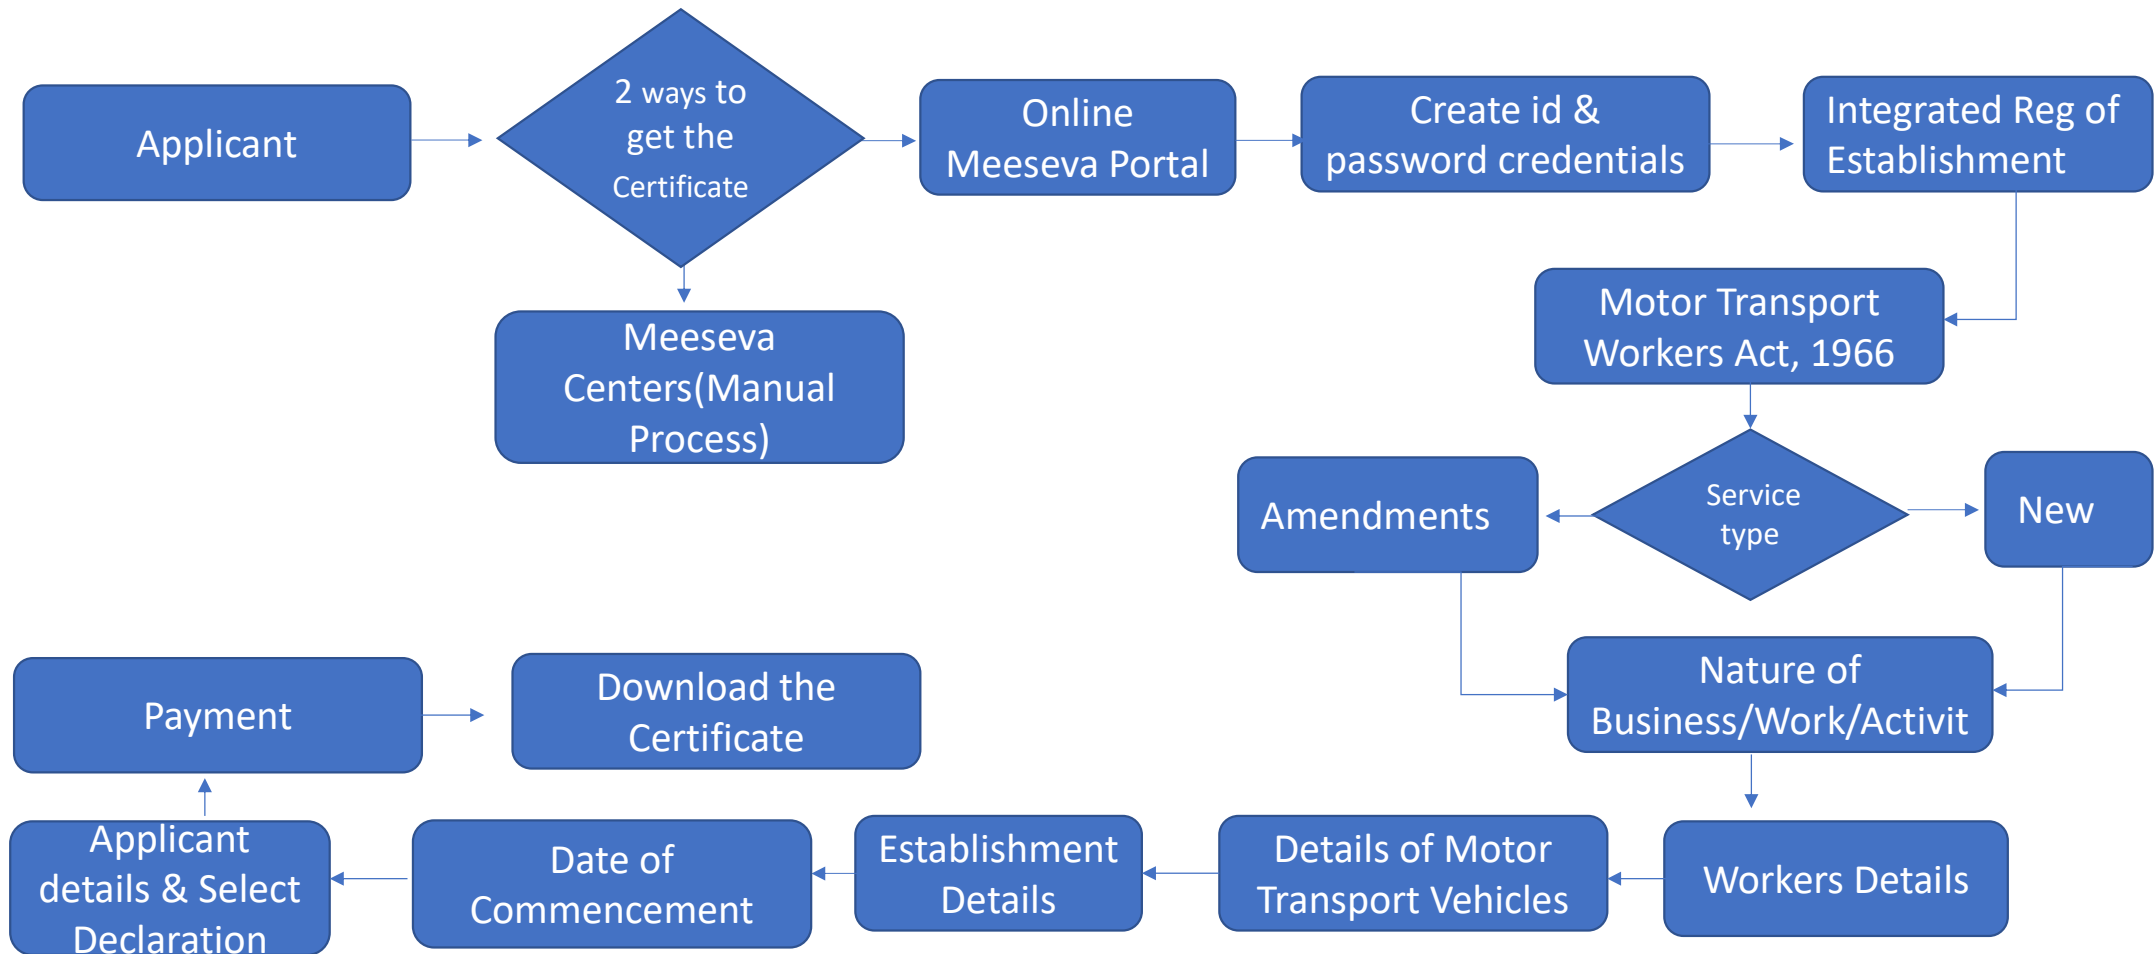 Applicant
2 ways to
get the
Certificate
Online
Meeseva Portal
Create id &
password credentials
Integrated Reg of
Establishment
Meeseva
Centers(Manual
Process)
Motor Transport
Workers Act, 1966
Amendments
Service
type
New
Nature of
Business/Work/Activit
Payment
Download the
Certificate
Applicant
details & Select
Declaration
Date of
Commencement
Establishment
Details
Details of Motor
Transport Vehicles
Workers Details